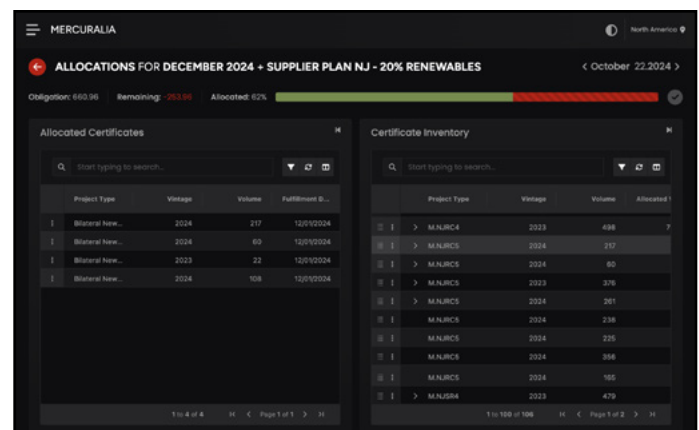 MERCURALIA
North America
ALLOCATIONS FOR DECEMBER 2024 + SUPPLIER PLAN NJ - 20% RENEWABLES
< October 22.2024 >
Obligation: 660.96 Remaining: -253.96 Allocated: 62%
Allocated Certificates
Start typing to search...
Project Type Vintage Volume Fulfillment D...
Bilateral New... 2024 217 12/01/2024
Bilateral New... 2024 60 12/01/2024
Bilateral New... 2023 22 12/01/2024
Bilateral New... 2024 108 12/01/2024
1 to 4 of 4 Page 1 of 1
Certificate Inventory
Start typing to search...
Project Type Vintage Volume Allocated
> M.NJRC4 2023 498 7
> M.NJRC5 2024 217
> M.NJRC5 2024 60
> M.NJRC5 2023 376
> M.NJRC5 2024 261
M.NJRC5 2024 238
M.NJRC5 2024 225
M.NJRC5 2024 356
M.NJRC5 2024 165
> M.NJSR4 2023 479
1 to 100 of 106 Page 1 of 2